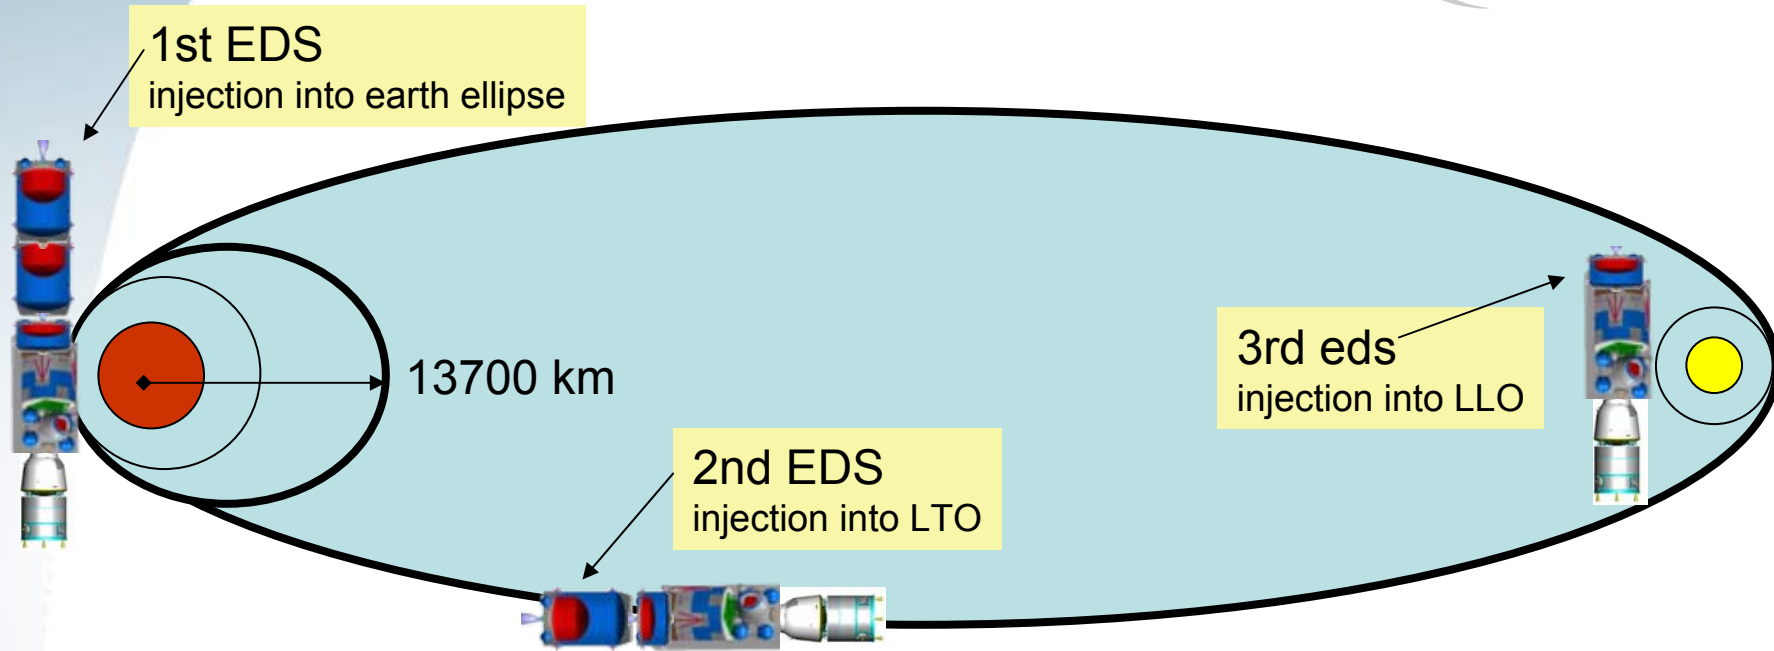 1st EDS
injection into earth ellipse
13700 km
3rd eds
injection into LLO
2nd EDS
injection into LTO